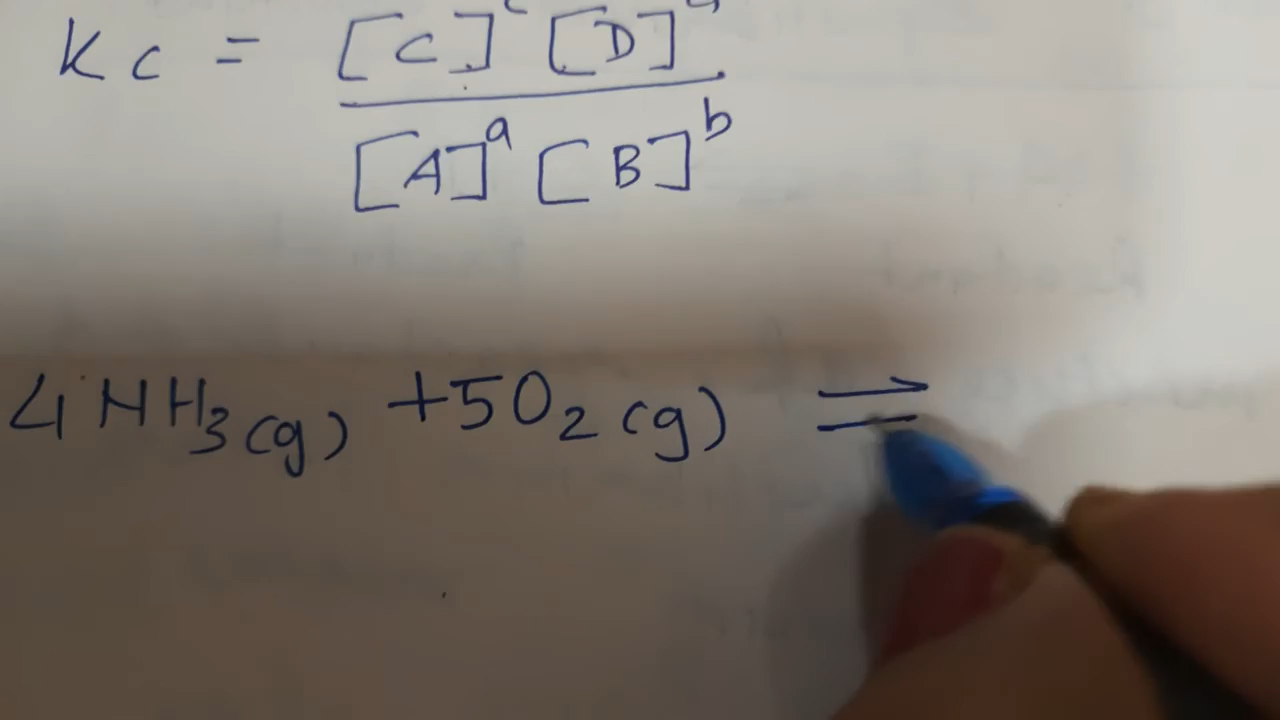 Kc = [C]ᶜ [D]ᵈ
[A]ᵃ [B]ᵇ
4NH₃(g) + 5O₂(g) ⇌